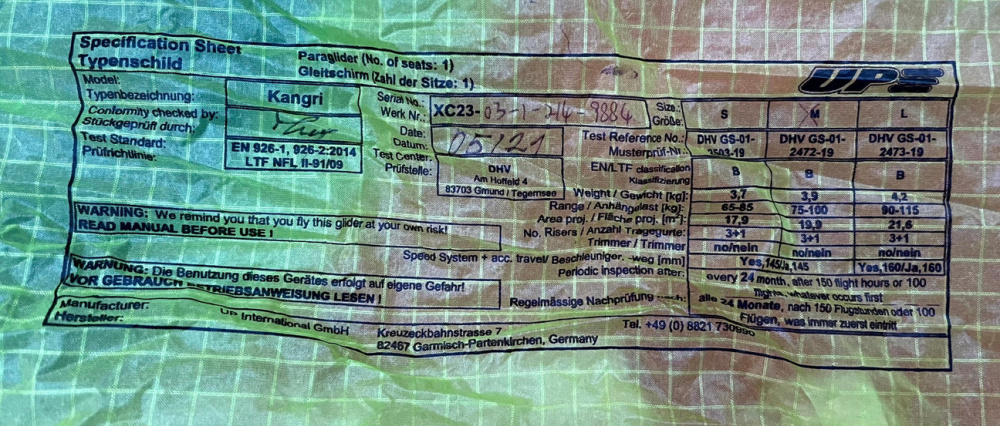 Specification Sheet
Typenschild
Paraglider (No. of seats: 1)
Gleitschirm (Zahl der Sitze: 1)
UP
Model:
Typenbezeichnung:
Kangri
Conformity checked by:
Stückgeprüft durch:
Test Standard:
Prüfrichtlinie:
EN 926-1, 926-2:2014
LTF NFL II-91/09
Serial No.:
Werk Nr.:
XC23-03-1-214-9884
Date:
Datum:
05/21
Test Center:
Prüfstelle:
DHV
Am Hoffeld 4
83703 Gmund / Tegernsee
Size: S M L
Größe:
Test Reference No.: DHV GS-01- DHV GS-01- DHV GS-01-
Musterprüf-Nr.: 2472-19 2473-19
EN/LTF classification B B B
Klassifizierung
Weight / Gewicht [kg]: 3,7 3,9 4,2
Range / Anhängelast [kg]: 65-85 75-100 90-115
Area proj. / Fläche proj. [m²]: 17,9 19,9 21,6
No. Risers / Anzahl Tragegurte: 3+1 3+1 3+1
Trimmer / Trimmer no/nein no/nein no/nein
Speed System + acc. travel/ Beschleuniger. -weg [mm] Yes,145/Ja,145 Yes,160/Ja,160
Periodic inspection after: every 24 month, after 150 flight hours or 100
flights, whatever occurs first
Regelmässige Nachprüfung nach: alle 24 Monate, nach 150 Flugstunden oder 100
Flügen, was immer zuerst eintritt
WARNING: We remind you that you fly this glider at your own risk!
READ MANUAL BEFORE USE !
WARNUNG: Die Benutzung dieses Gerätes erfolgt auf eigene Gefahr!
VOR GEBRAUCH BETRIEBSANWEISUNG LESEN !
Manufacturer:
Hersteller:
UP International GmbH
Kreuzeckbahnstrasse 7
82467 Garmisch-Partenkirchen, Germany
Tel. +49 (0) 8821 730990